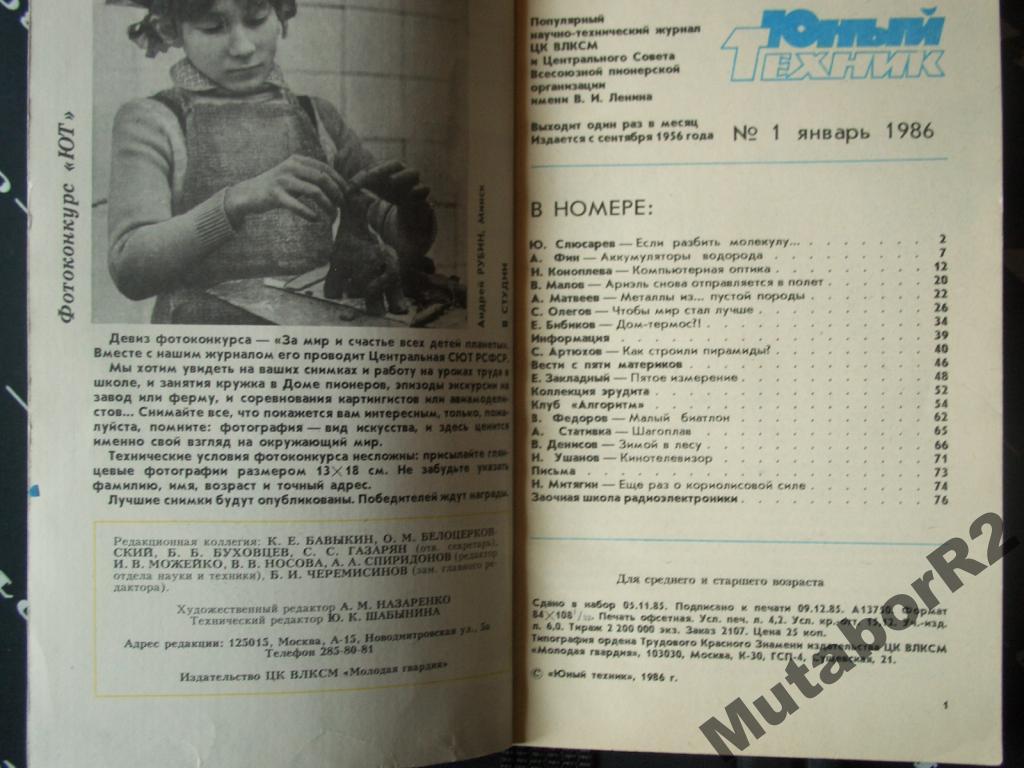 Фотоконкурс «ЮТ»
Андрей РУБИН, Минск
В СТУДИИ
Девиз фотоконкурса — «За мир и счастье всех детей планеты».
Вместе с нашим журналом его проводит Центральная СЮТ РСФСР.
Мы хотим увидеть на ваших снимках и работу на уроках труда в
школе, и занятия кружка в Доме пионеров, эпизоды экскурсии на
завод или ферму, и соревнования картингистов или авиамодели-
стов... Снимайте все, что покажется вам интересным, только, пожа-
луйста, помните: фотография — вид искусства, и здесь ценится
именно свой взгляд на окружающий мир.
Технические условия фотоконкурса несложны: присылайте глян-
цевые фотографии размером 13×18 см. Не забудьте указать
фамилию, имя, возраст и точный адрес.
Лучшие снимки будут опубликованы. Победителей ждут награды.
Редакционная коллегия: К. Е. БАВЫКИН, О. М. БЕЛОЦЕРКОВ-
СКИЙ, Б. Б. БУХОВЦЕВ, С. С. ГАЗАРЯН (отв. секретарь),
И. В. МОЖЕЙКО, В. В. НОСОВА, А. А. СПИРИДОНОВ (редактор
отдела науки и техники), Б. И. ЧЕРЕМИСИНОВ (зам. главного ре-
дактора).
Художественный редактор А. М. НАЗАРЕНКО
Технический редактор Ю. К. ШАБЫНИНА
Адрес редакции: 125015, Москва, А-15, Новодмитровская ул., 5а
Телефон 285-80-81
Издательство ЦК ВЛКСМ «Молодая гвардия»
Популярный
научно-технический журнал
ЦК ВЛКСМ
и Центрального Совета
Всесоюзной пионерской
организации
имени В. И. Ленина
Юный
Техник
Выходит один раз в месяц
Издается с сентября 1956 года
№ 1 январь 1986
В НОМЕРЕ:
Ю. Слюсарев — Если разбить молекулу... 2
А. Фин — Аккумуляторы водорода 7
Н. Коноплева — Компьютерная оптика 12
В. Малов — Ариэль снова отправляется в полет 20
А. Матвеев — Металлы из... пустой породы 22
С. Олегов — Чтобы мир стал лучше 26
Е. Бибиков — Дом-термос?! 34
Информация 39
С. Артюхов — Как строили пирамиды? 40
Вести с пяти материков 46
Е. Закладный — Пятое измерение 48
Коллекция эрудита 52
Клуб «Алгоритм» 54
В. Федоров — Малый биатлон 62
А. Стативка — Шагоплав 65
В. Денисов — Зимой в лесу 66
Н. Ушанов — Кинотелевизор 71
Письма 73
Н. Митягин — Еще раз о кориолисовой силе 74
Заочная школа радиоэлектроники 76
Для среднего и старшего возраста
Сдано в набор 05.11.85. Подписано к печати 09.12.85. А13750. Формат
84×108¹/₃₂. Печать офсетная. Усл. печ. л. 4,2. Усл. кр.-отт. 15,12. Уч.-изд.
л. 6,0. Тираж 2 200 000 экз. Заказ 2107. Цена 25 коп.
Типография ордена Трудового Красного Знамени издательства ЦК ВЛКСМ
«Молодая гвардия», 103030, Москва, К-30, ГСП-4, Сущевская, 21.
© «Юный техник», 1986 г.
1
MutaborR2